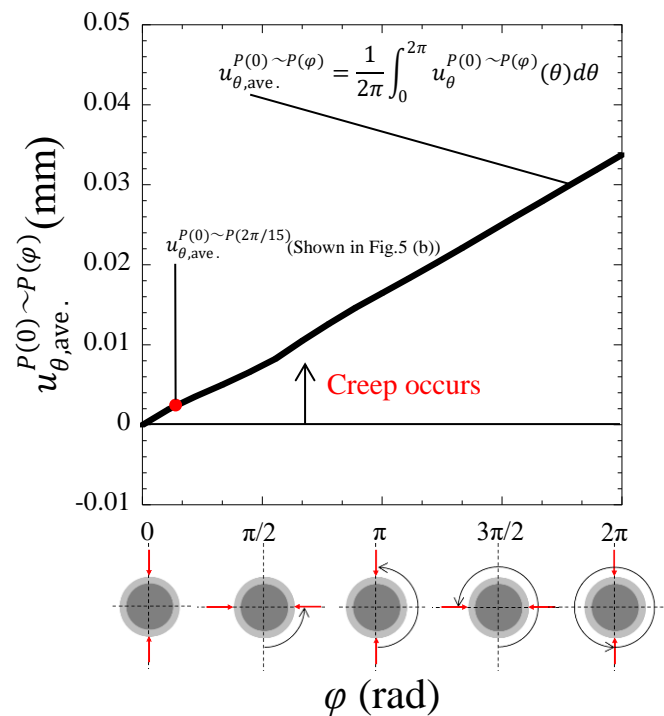 0.05
u_{θ,ave.}^{P(0)~P(φ)} = \frac{1}{2π} ∫_0^{2π} u_θ^{P(0)~P(φ)}(θ)dθ
0.04
0.03
u_{θ,ave.}^{P(0)~P(φ)} (mm)
0.02
u_{θ,ave.}^{P(0)~P(2π/15)} (Shown in Fig.5 (b))
0.01
Creep occurs
0
-0.01
0 π/2 π 3π/2 2π
φ (rad)